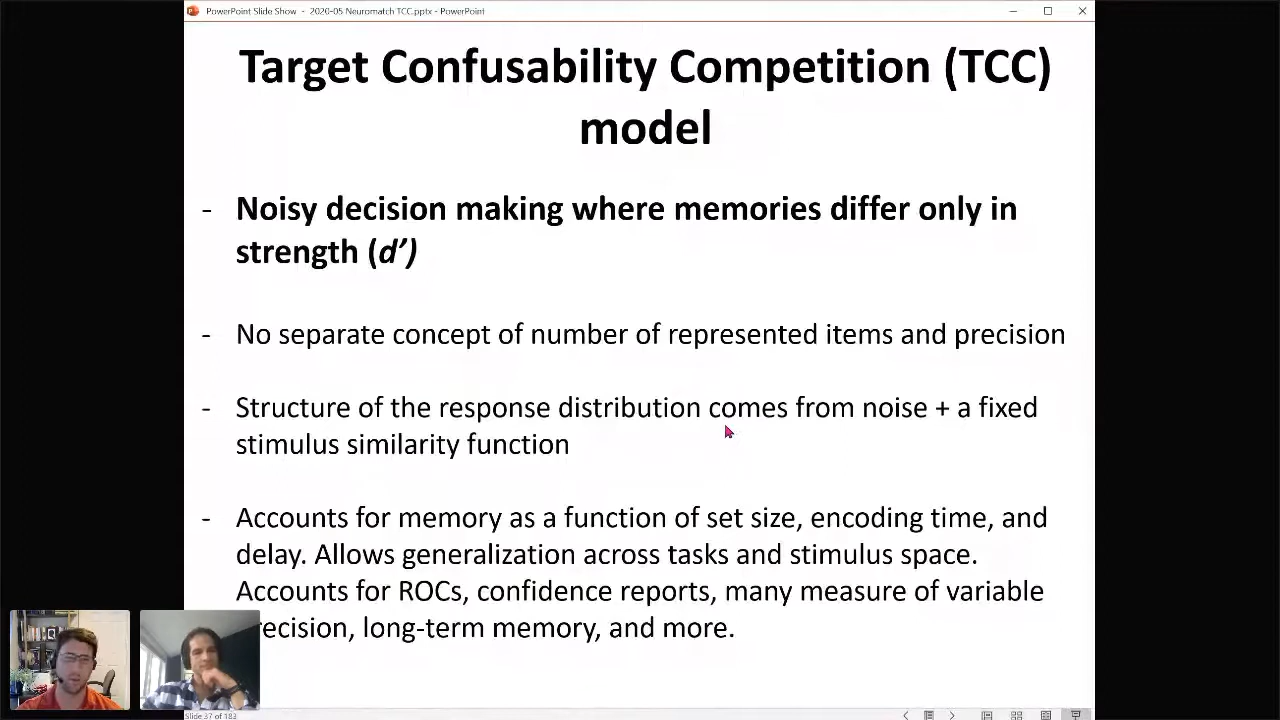 PowerPoint Slide Show - 2020-05 Neuromatch TCC.pptx - PowerPoint
Target Confusability Competition (TCC)
model
- Noisy decision making where memories differ only in
strength (d’)
- No separate concept of number of represented items and precision
- Structure of the response distribution comes from noise + a fixed
stimulus similarity function
- Accounts for memory as a function of set size, encoding time, and
delay. Allows generalization across tasks and stimulus space.
Accounts for ROCs, confidence reports, many measure of variable
recision, long-term memory, and more.
Slide 37 of 183